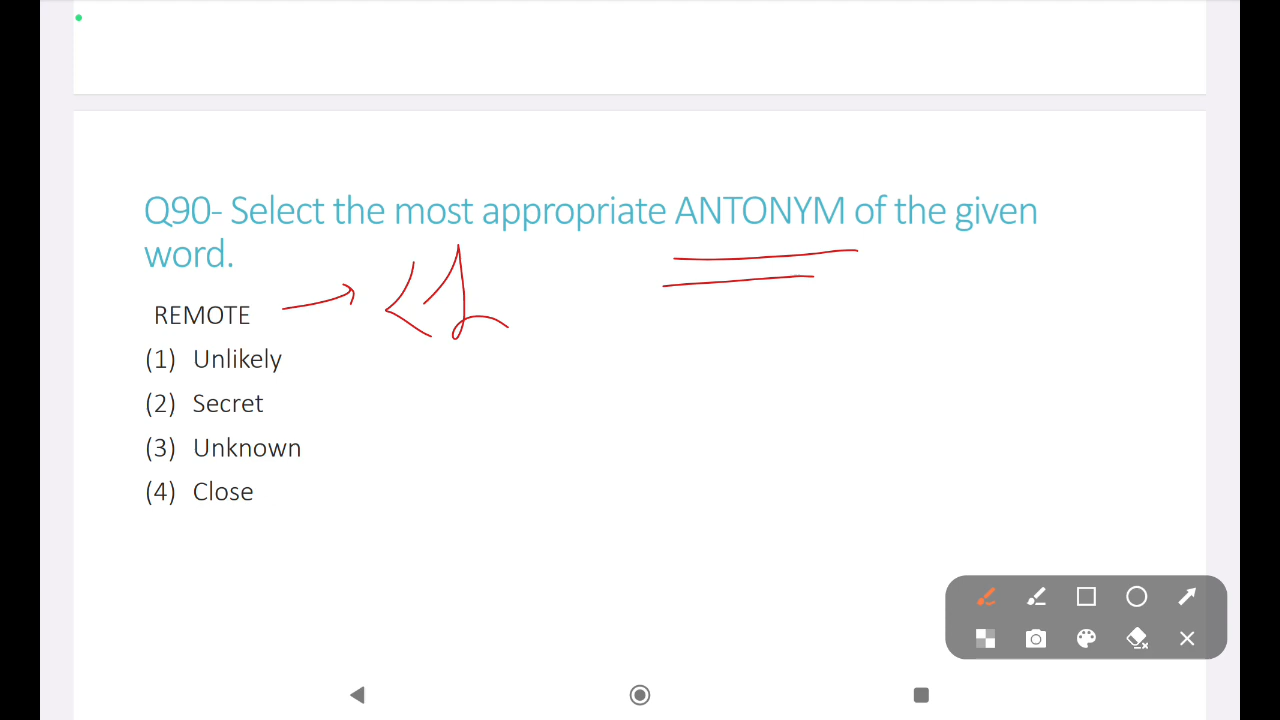 Q90- Select the most appropriate ANTONYM of the given
word.
REMOTE
(1) Unlikely
(2) Secret
(3) Unknown
(4) Close